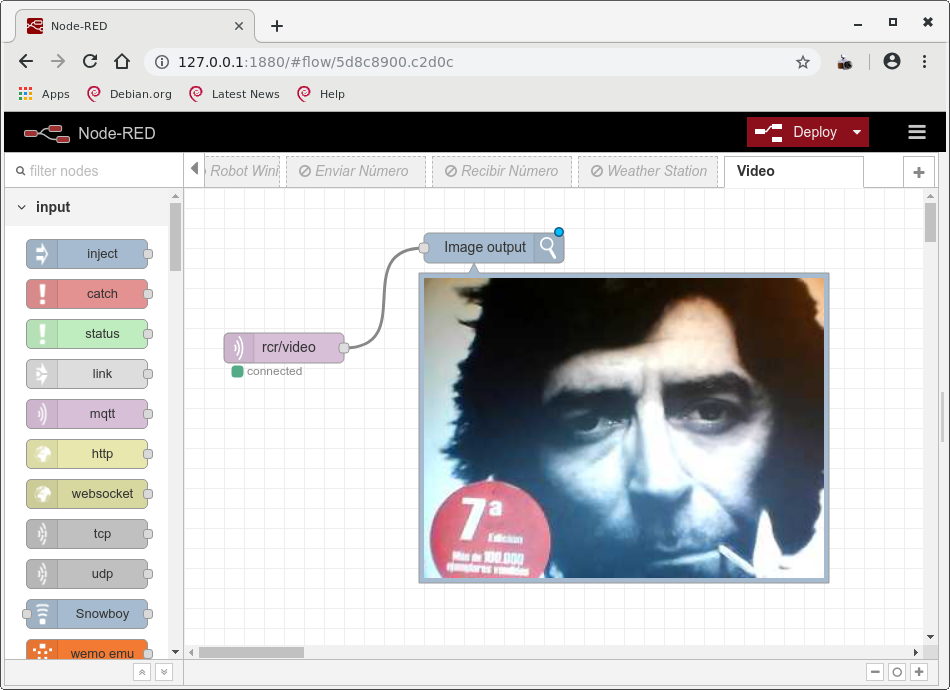 Node-RED
127.0.0.1:1880/#flow/5d8c8900.c2d0c
Apps
Debian.org
Latest News
Help
Node-RED
Deploy
filter nodes
Robot Wini
Enviar Número
Recibir Número
Weather Station
Video
input
inject
catch
status
link
mqtt
http
websocket
tcp
udp
Snowboy
wemo emu
Image output
rcr/video
connected
7ª
Edición
Más de 100.000
ejemplares vendidos